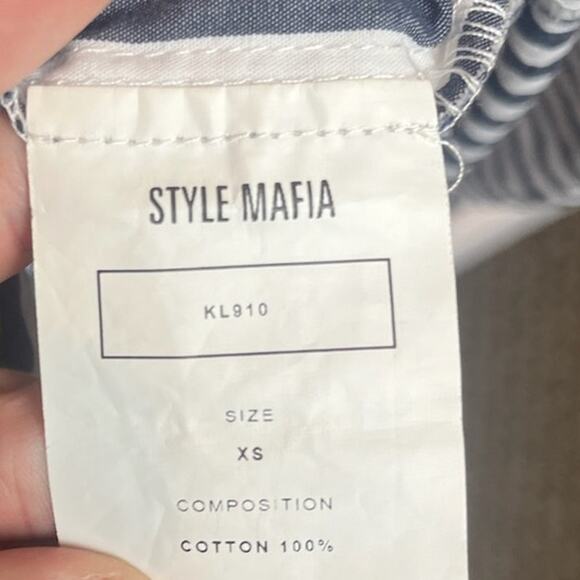 STYLE MAFIA
KL910
SIZE
XS
COMPOSITION
COTTON 100%